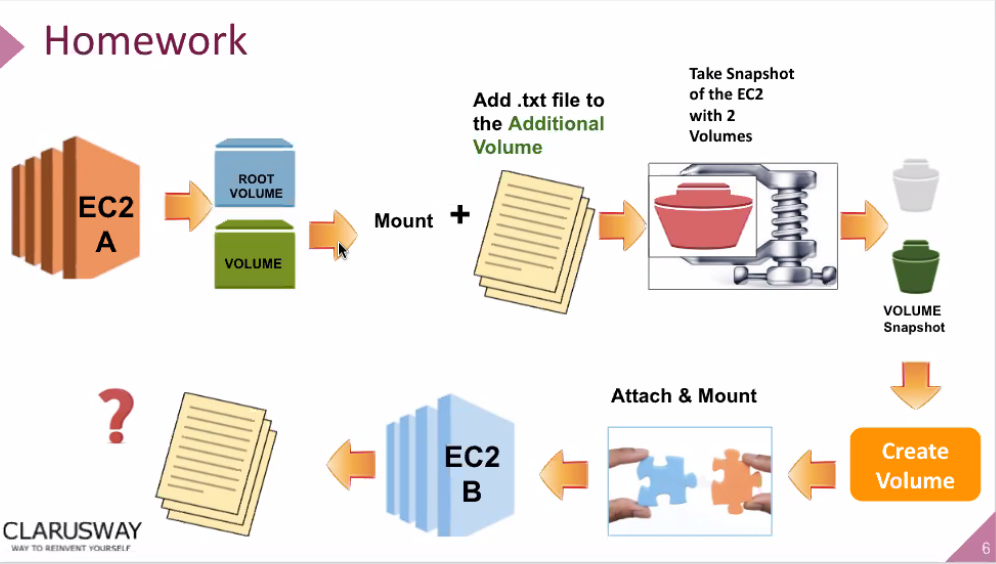 Homework
Take Snapshot
of the EC2
with 2
Volumes
Add .txt file to
the Additional
Volume
EC2
A
ROOT
VOLUME
VOLUME
Mount
+
VOLUME
Snapshot
Create
Volume
Attach & Mount
EC2
B
?
CLARUSWAY
WAY TO REINVENT YOURSELF
6